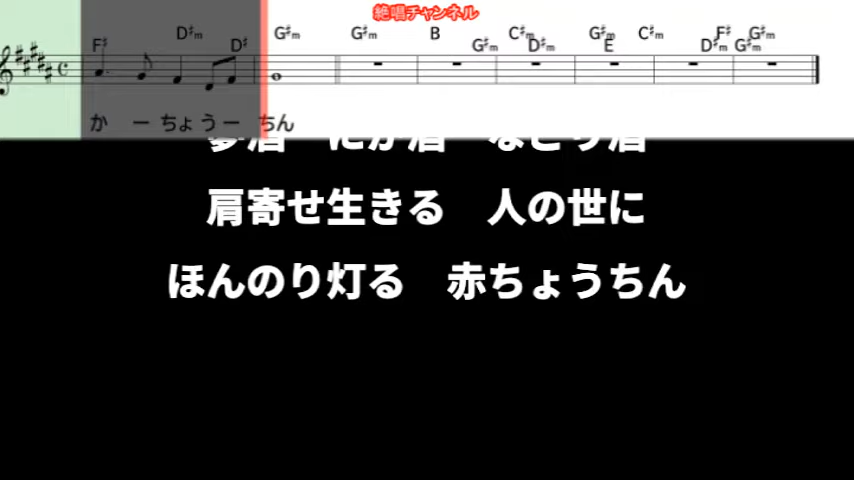 絶唱チャンネル
F♯ D♯m D♯ G♯m G♯m B G♯m C♯m D♯m G♯m E C♯m F♯ D♯m G♯m G♯m
か ー ちょ う ー ちん
肩寄せ生きる 人の世に
ほんのり灯る 赤ちょうちん